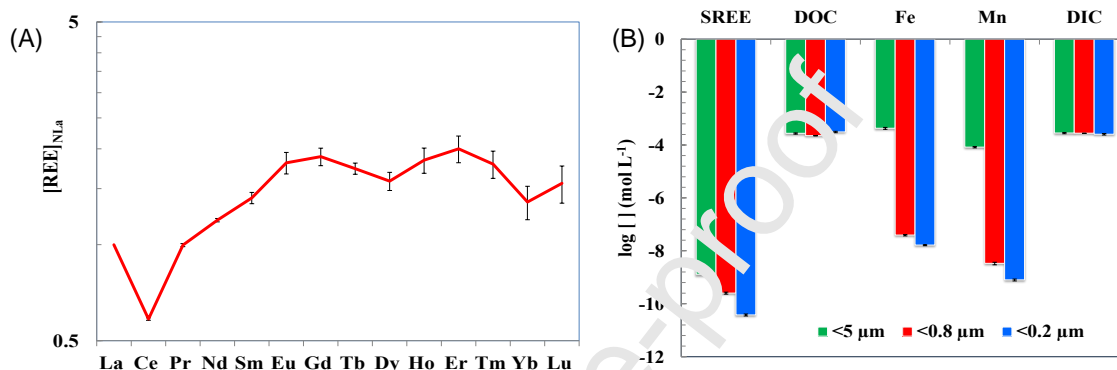 (A)
5
[REE]NLa
0.5
La Ce Pr Nd Sm Eu Gd Tb Dy Ho Er Tm Yb Lu
(B)
SREE DOC Fe Mn DIC
0
-2
-4
-6
-8
-10
-12
log [ ] (mol L-1)
<5 µm <0.8 µm <0.2 µm
e-proof